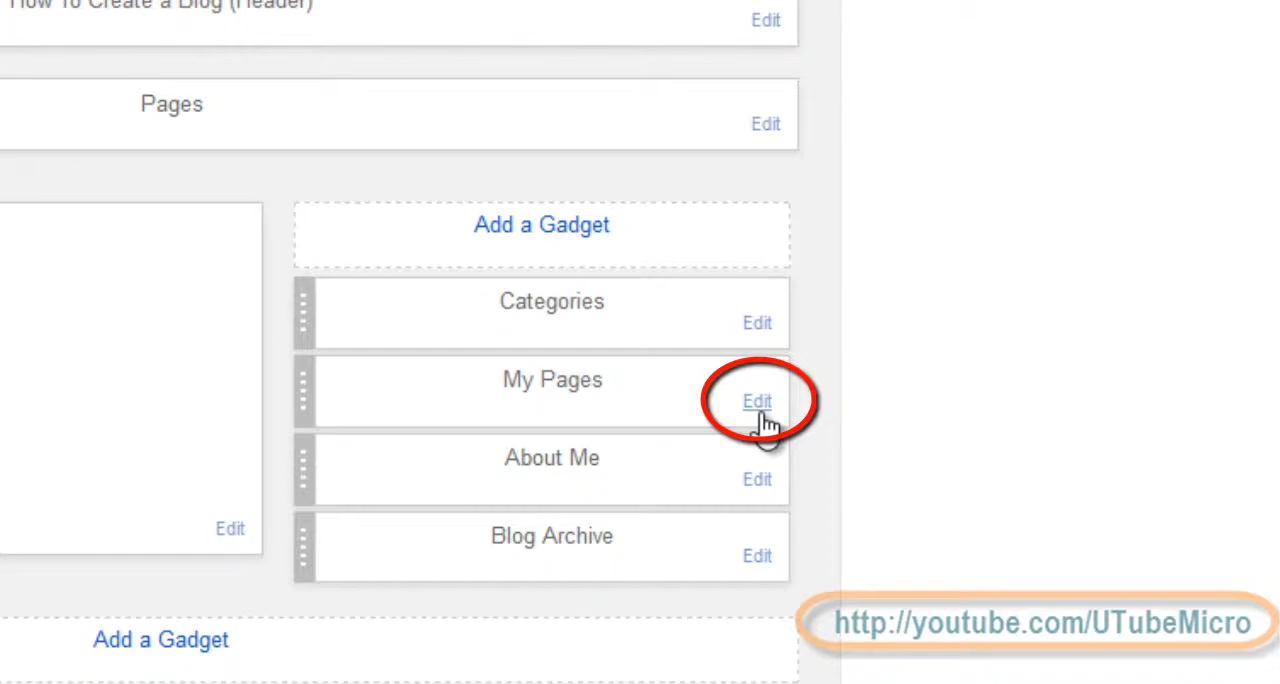 How To Create a Blog (Header)
Edit
Pages
Edit
Add a Gadget
Categories
Edit
My Pages
Edit
About Me
Edit
Edit
Blog Archive
Edit
http://youtube.com/UTubeMicro
Add a Gadget